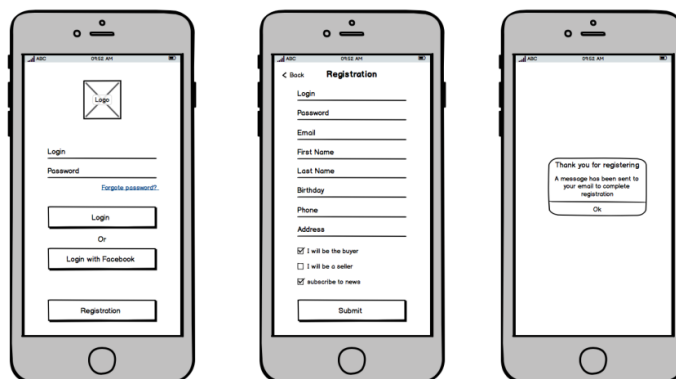 ABC 09:52 AM
Logo
Login
Password
Forgote password?
Login
Or
Login with Facebook
Registration
ABC 09:52 AM
< Back Registration
Login
Password
Email
First Name
Last Name
Birthday
Phone
Address
I will be the buyer
I will be a seller
subscribe to news
Submit
ABC 09:52 AM
Thank you for registering
A message has been sent to
your email to complete
registration
Ok